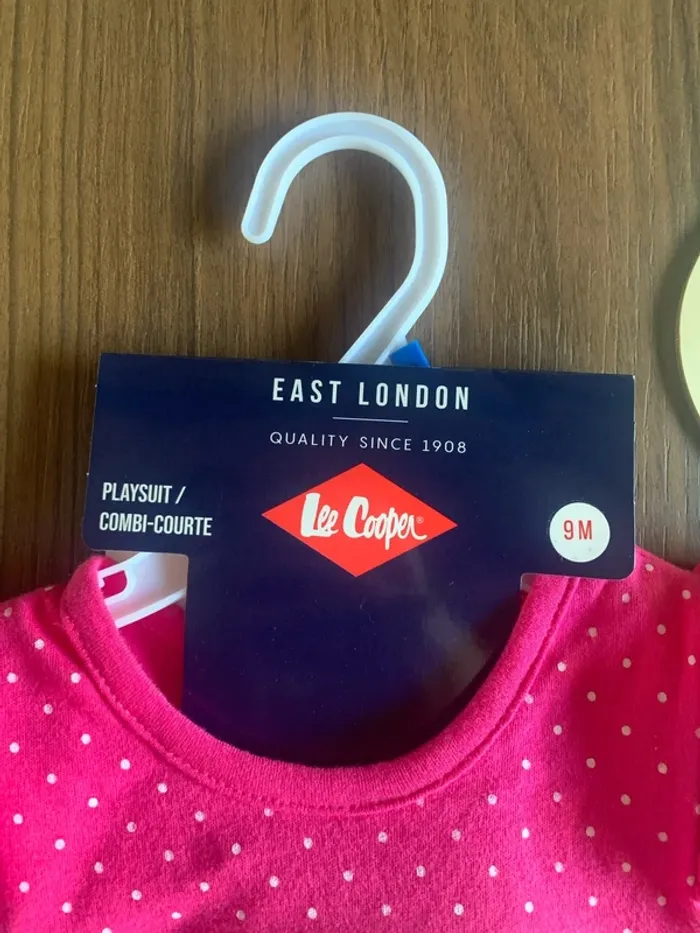 EAST LONDON
QUALITY SINCE 1908
PLAYSUIT /
COMBI-COURTE
Lee Cooper®
9M